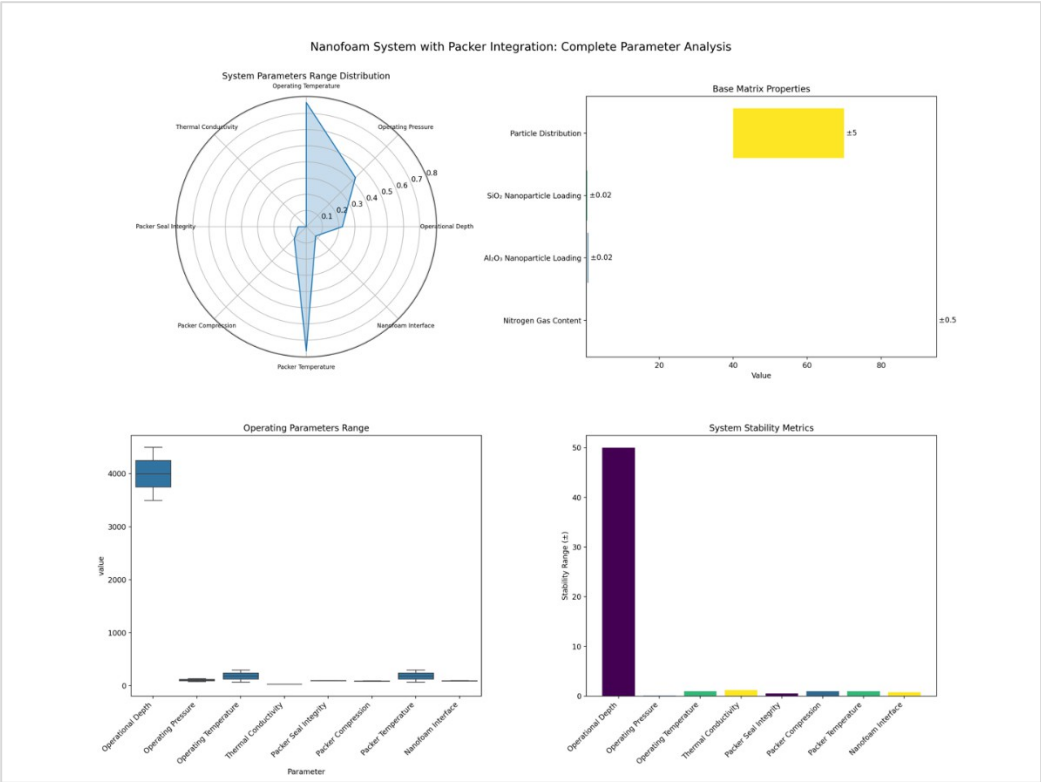 Nanofoam System with Packer Integration: Complete Parameter Analysis
System Parameters Range Distribution
Operating Temperature
Thermal Conductivity
Operating Pressure
0.8
0.7
0.6
0.5
0.4
0.3
0.2
0.1
Packer Seal Integrity
Operational Depth
Packer Compression
Nanofoam Interface
Packer Temperature
Base Matrix Properties
Particle Distribution
±5
SiO₂ Nanoparticle Loading
±0.02
Al₂O₃ Nanoparticle Loading
±0.02
Nitrogen Gas Content
±0.5
20
40
60
80
Value
Operating Parameters Range
4000
3000
2000
1000
0
value
Operational Depth
Operating Pressure
Operating Temperature
Thermal Conductivity
Packer Seal Integrity
Packer Compression
Packer Temperature
Nanofoam Interface
Parameter
System Stability Metrics
50
40
30
20
10
0
Stability Range (±)
Operational Depth
Operating Pressure
Operating Temperature
Thermal Conductivity
Packer Seal Integrity
Packer Compression
Packer Temperature
Nanofoam Interface